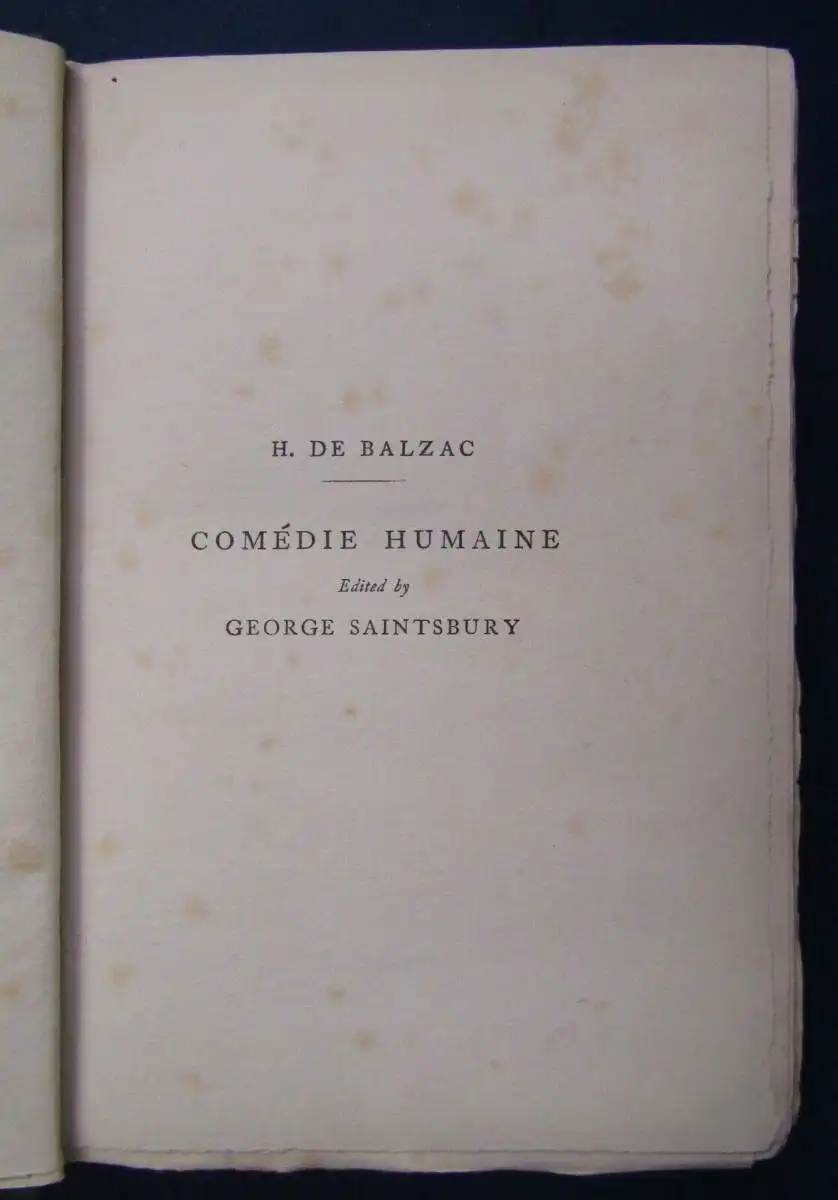 H. DE BALZAC
COMÉDIE HUMAINE
Edited by
GEORGE SAINTSBURY